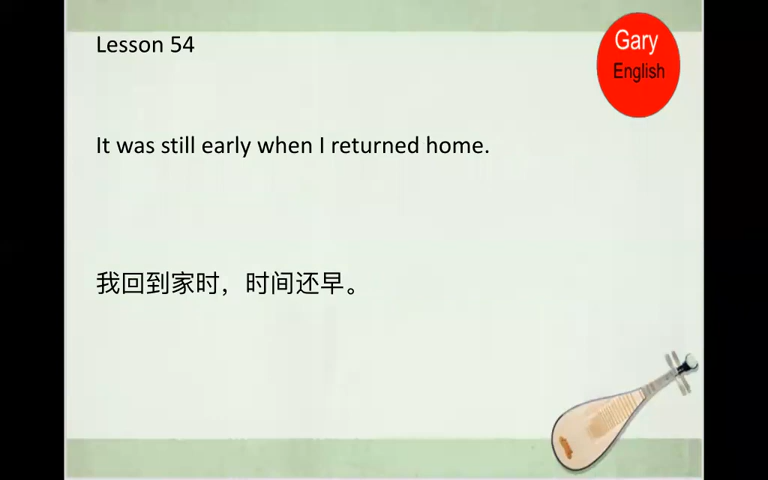 Lesson 54
Gary
English
It was still early when I returned home.
我回到家时，时间还早。